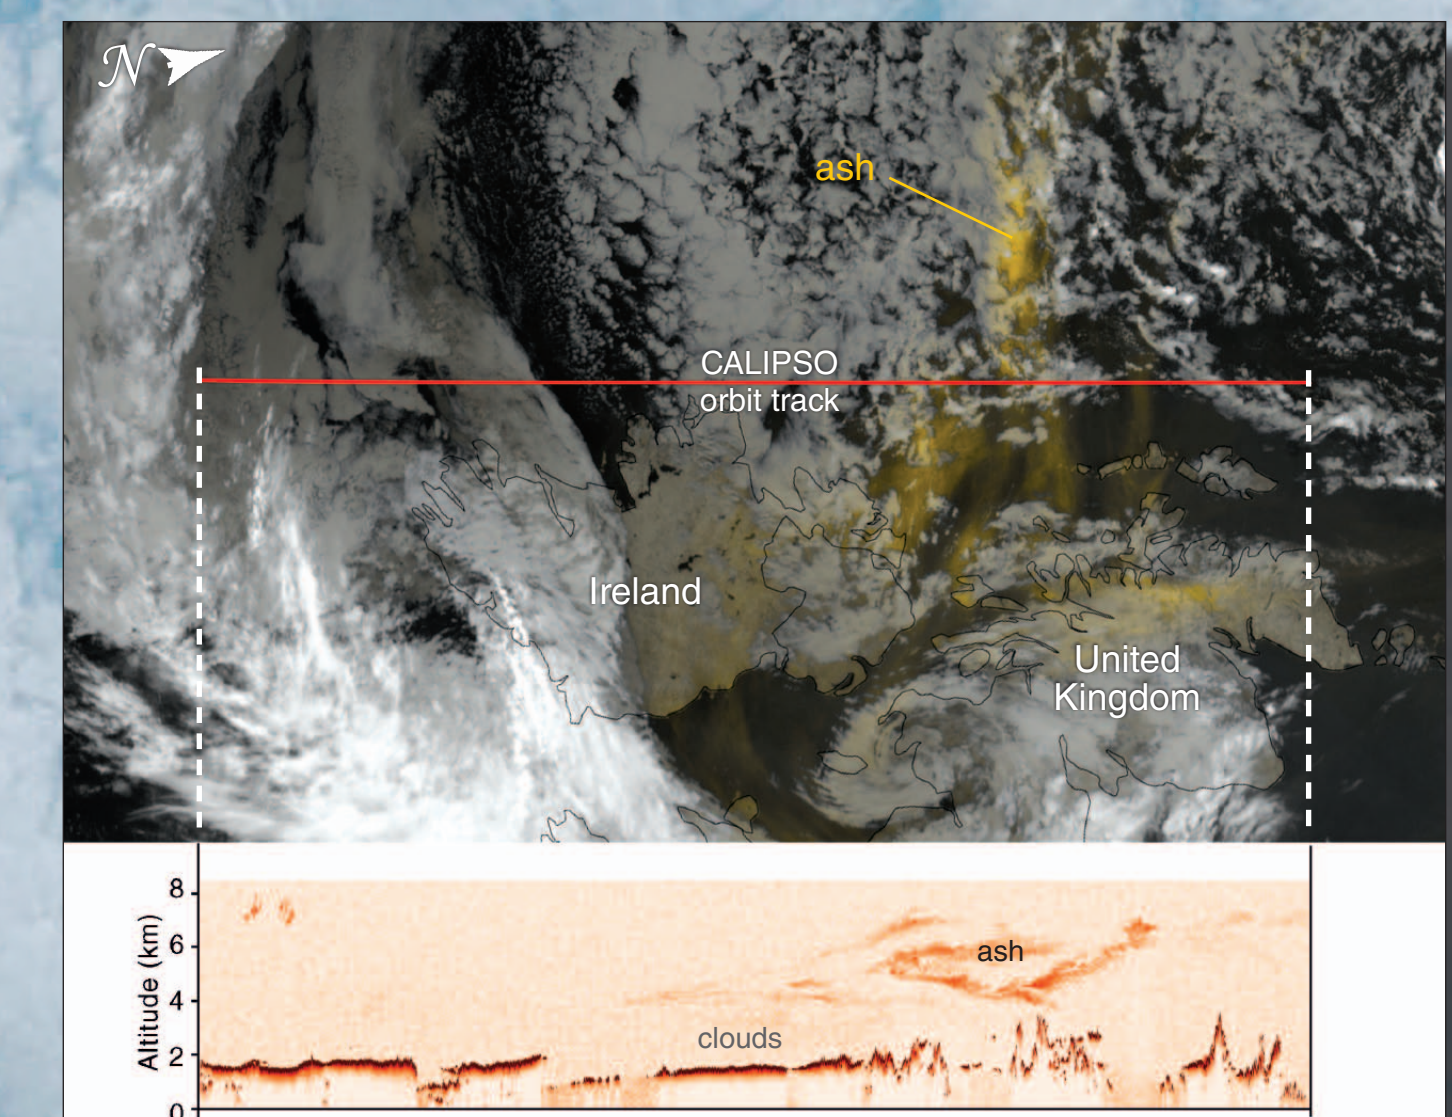 N
ash
CALIPSO
orbit track
Ireland
United
Kingdom
8
6
4
2
0
Altitude (km)
ash
clouds